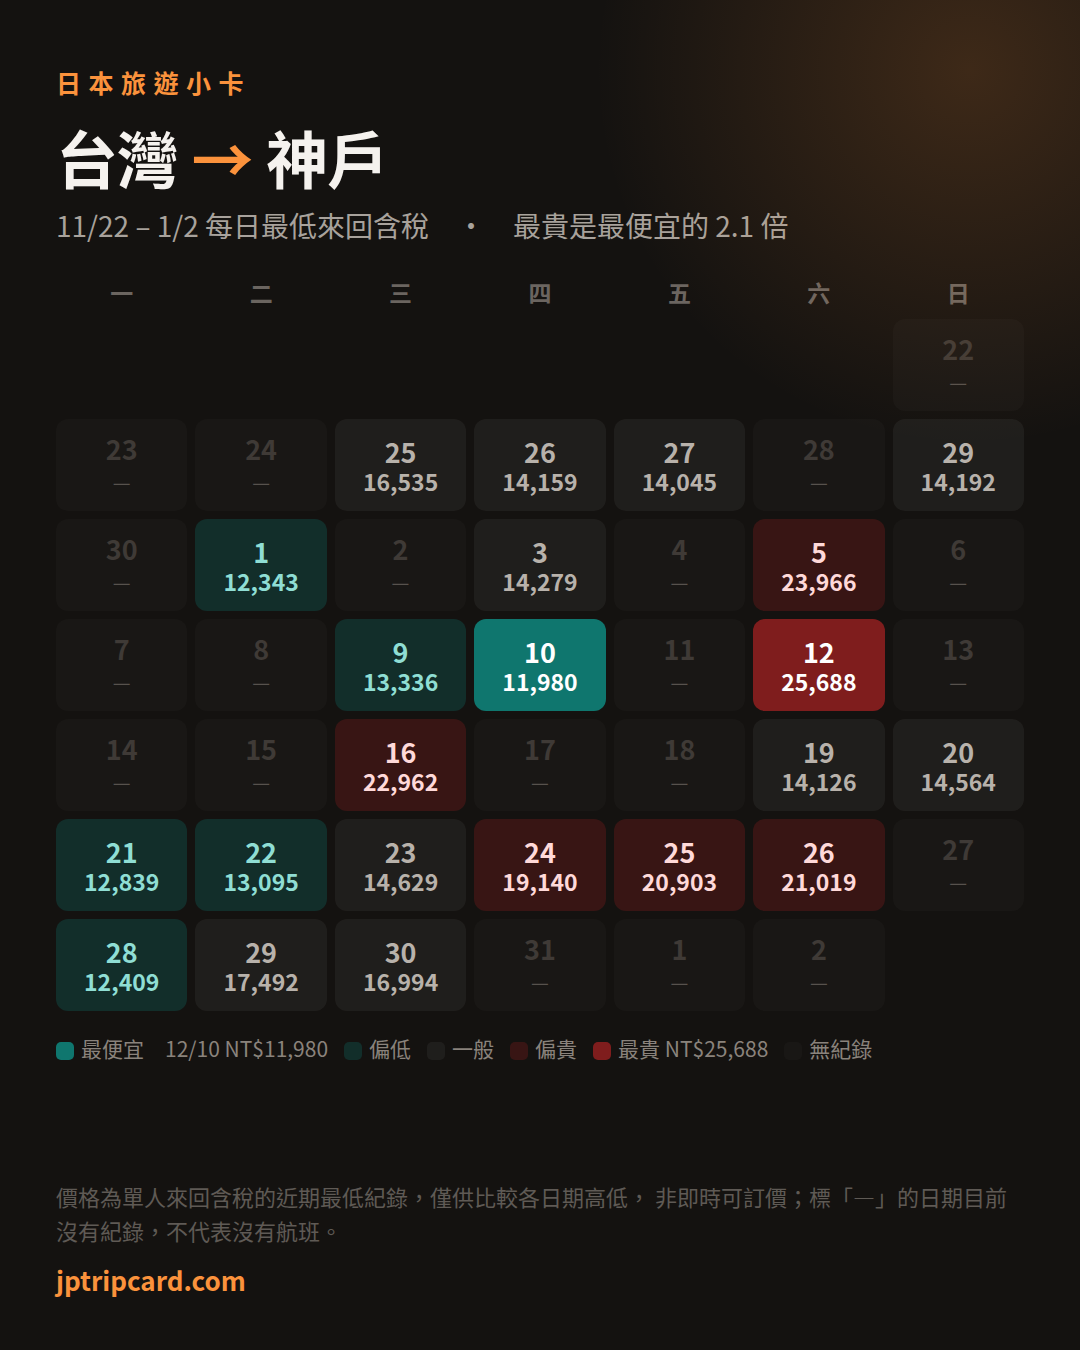 日本旅遊小卡
台灣 → 神戶
11/22 – 1/2 每日最低來回含稅 · 最貴是最便宜的 2.1 倍
一 二 三 四 五 六 日
22
—
23 24 25 26 27 28 29
— — 16,535 14,159 14,045 — 14,192
30 1 2 3 4 5 6
— 12,343 — 14,279 — 23,966 —
7 8 9 10 11 12 13
— — 13,336 11,980 — 25,688 —
14 15 16 17 18 19 20
— — 22,962 — — 14,126 14,564
21 22 23 24 25 26 27
12,839 13,095 14,629 19,140 20,903 21,019 —
28 29 30 31 1 2
12,409 17,492 16,994 — — —
最便宜 12/10 NT$11,980 偏低 一般 偏貴 最貴 NT$25,688 無紀錄
價格為單人來回含稅的近期最低紀錄，僅供比較各日期高低， 非即時可訂價；標「—」的日期目前
沒有紀錄，不代表沒有航班。
jptripcard.com